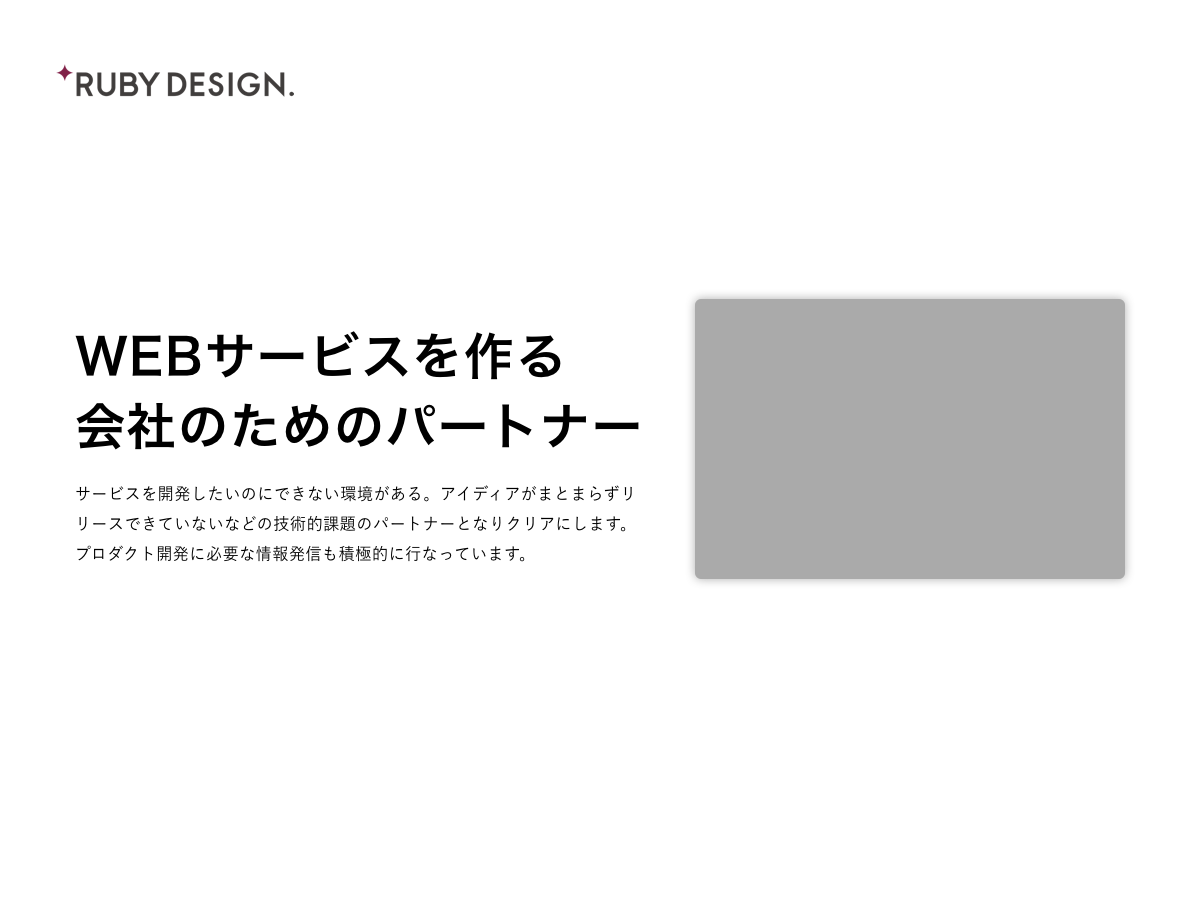 RUBY DESIGN.
WEBサービスを作る
会社のためのパートナー
サービスを開発したいのにできない環境がある。アイディアがまとまらずリ
リースできていないなどの技術的課題のパートナーとなりクリアにします。
プロダクト開発に必要な情報発信も積極的に行なっています。